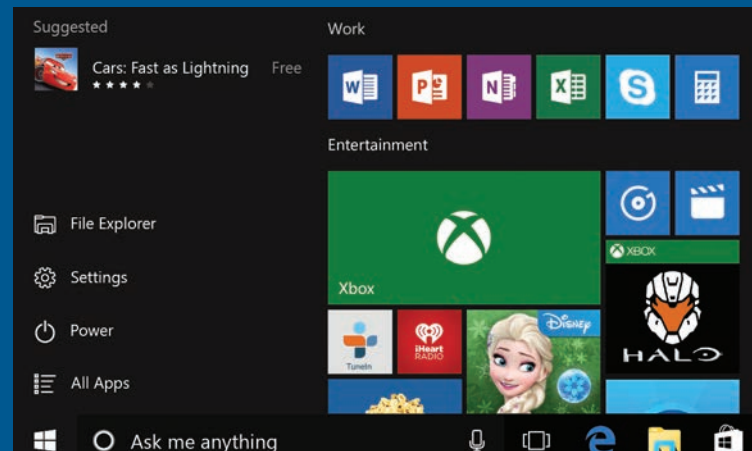 Suggested
Cars: Fast as Lightning Free
File Explorer
Settings
Power
All Apps
Work
W P N X S
Entertainment
Xbox
XBOX
TuneIn
iHeart
RADIO
Disney
HALO
Ask me anything